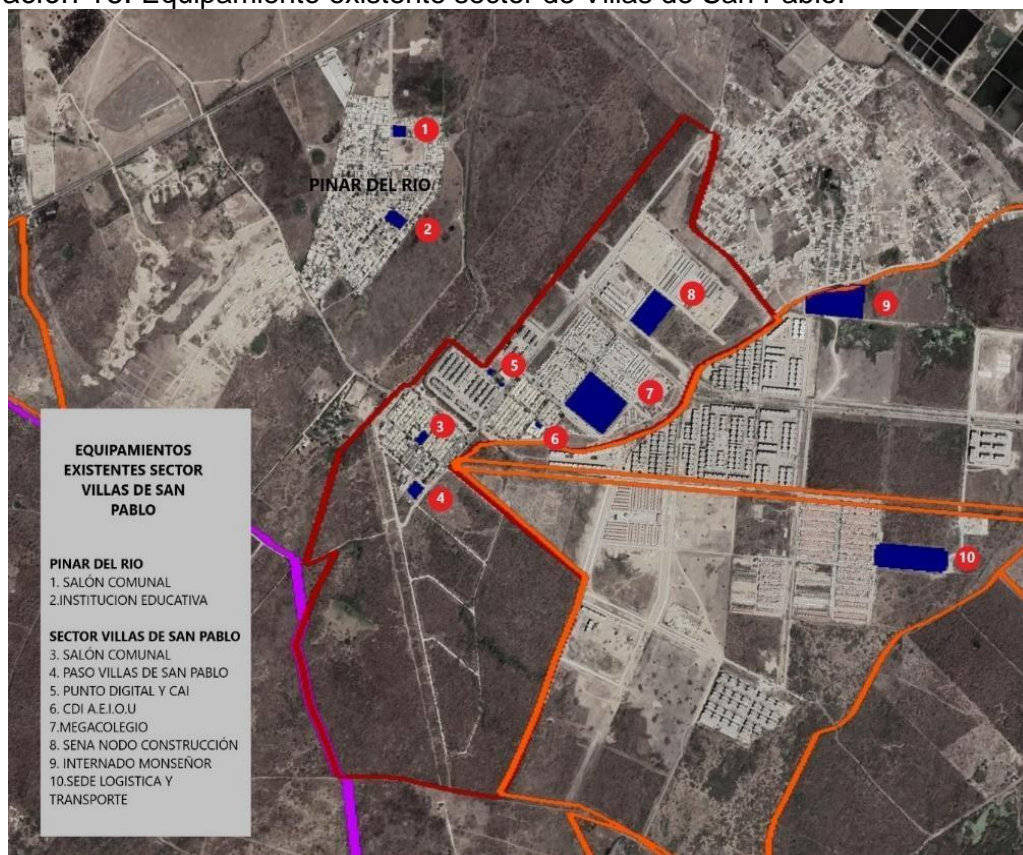 Equipamiento existente sector de Villas de San Pablo.
1
PINAR DEL RIO
2
8
9
5
7
3
6
4
10
EQUIPAMIENTOS
EXISTENTES SECTOR
VILLAS DE SAN
PABLO
PINAR DEL RIO
1. SALÓN COMUNAL
2.INSTITUCION EDUCATIVA
SECTOR VILLAS DE SAN PABLO
3. SALÓN COMUNAL
4. PASO VILLAS DE SAN PABLO
5. PUNTO DIGITAL Y CAI
6. CDI A.E.I.O.U
7.MEGACOLEGIO
8. SENA NODO CONSTRUCCIÓN
9. INTERNADO MONSEÑOR
10.SEDE LOGISTICA Y
TRANSPORTE